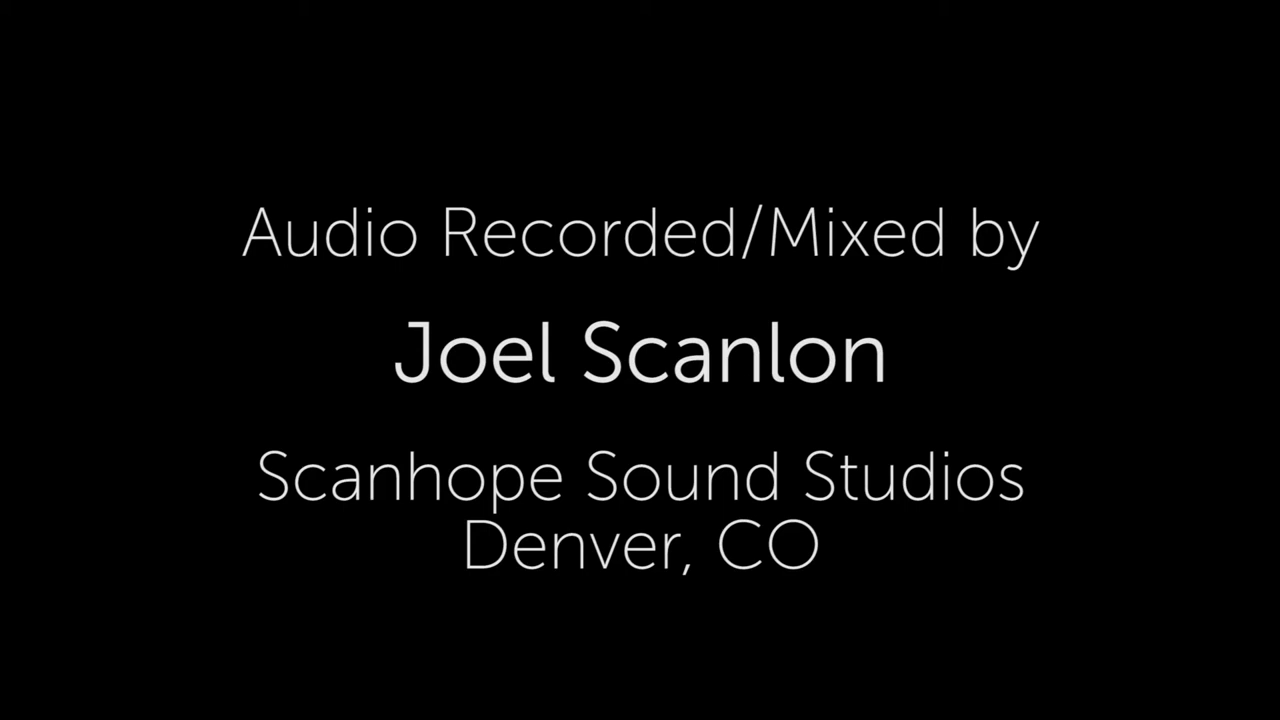 Audio Recorded/Mixed by
Joel Scanlon
Scanhope Sound Studios
Denver, CO